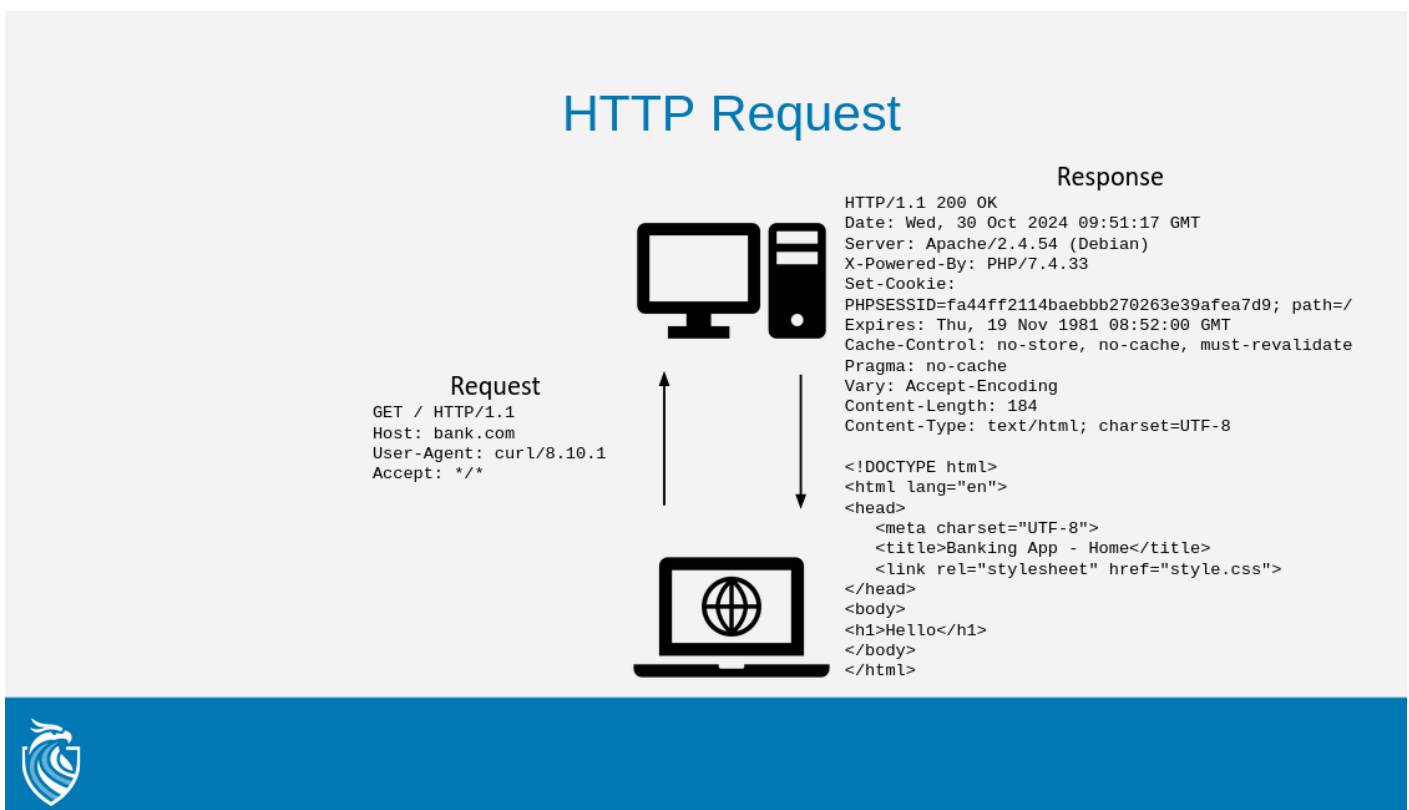 HTTP Request
Request
GET / HTTP/1.1
Host: bank.com
User-Agent: curl/8.10.1
Accept: */*
Response
HTTP/1.1 200 OK
Date: Wed, 30 Oct 2024 09:51:17 GMT
Server: Apache/2.4.54 (Debian)
X-Powered-By: PHP/7.4.33
Set-Cookie:
PHPSESSID=fa44ff2114baebbb270263e39afea7d9; path=/
Expires: Thu, 19 Nov 1981 08:52:00 GMT
Cache-Control: no-store, no-cache, must-revalidate
Pragma: no-cache
Vary: Accept-Encoding
Content-Length: 184
Content-Type: text/html; charset=UTF-8
<!DOCTYPE html>
<html lang="en">
<head>
<meta charset="UTF-8">
<title>Banking App - Home</title>
<link rel="stylesheet" href="style.css">
</head>
<body>
<h1>Hello</h1>
</body>
</html>